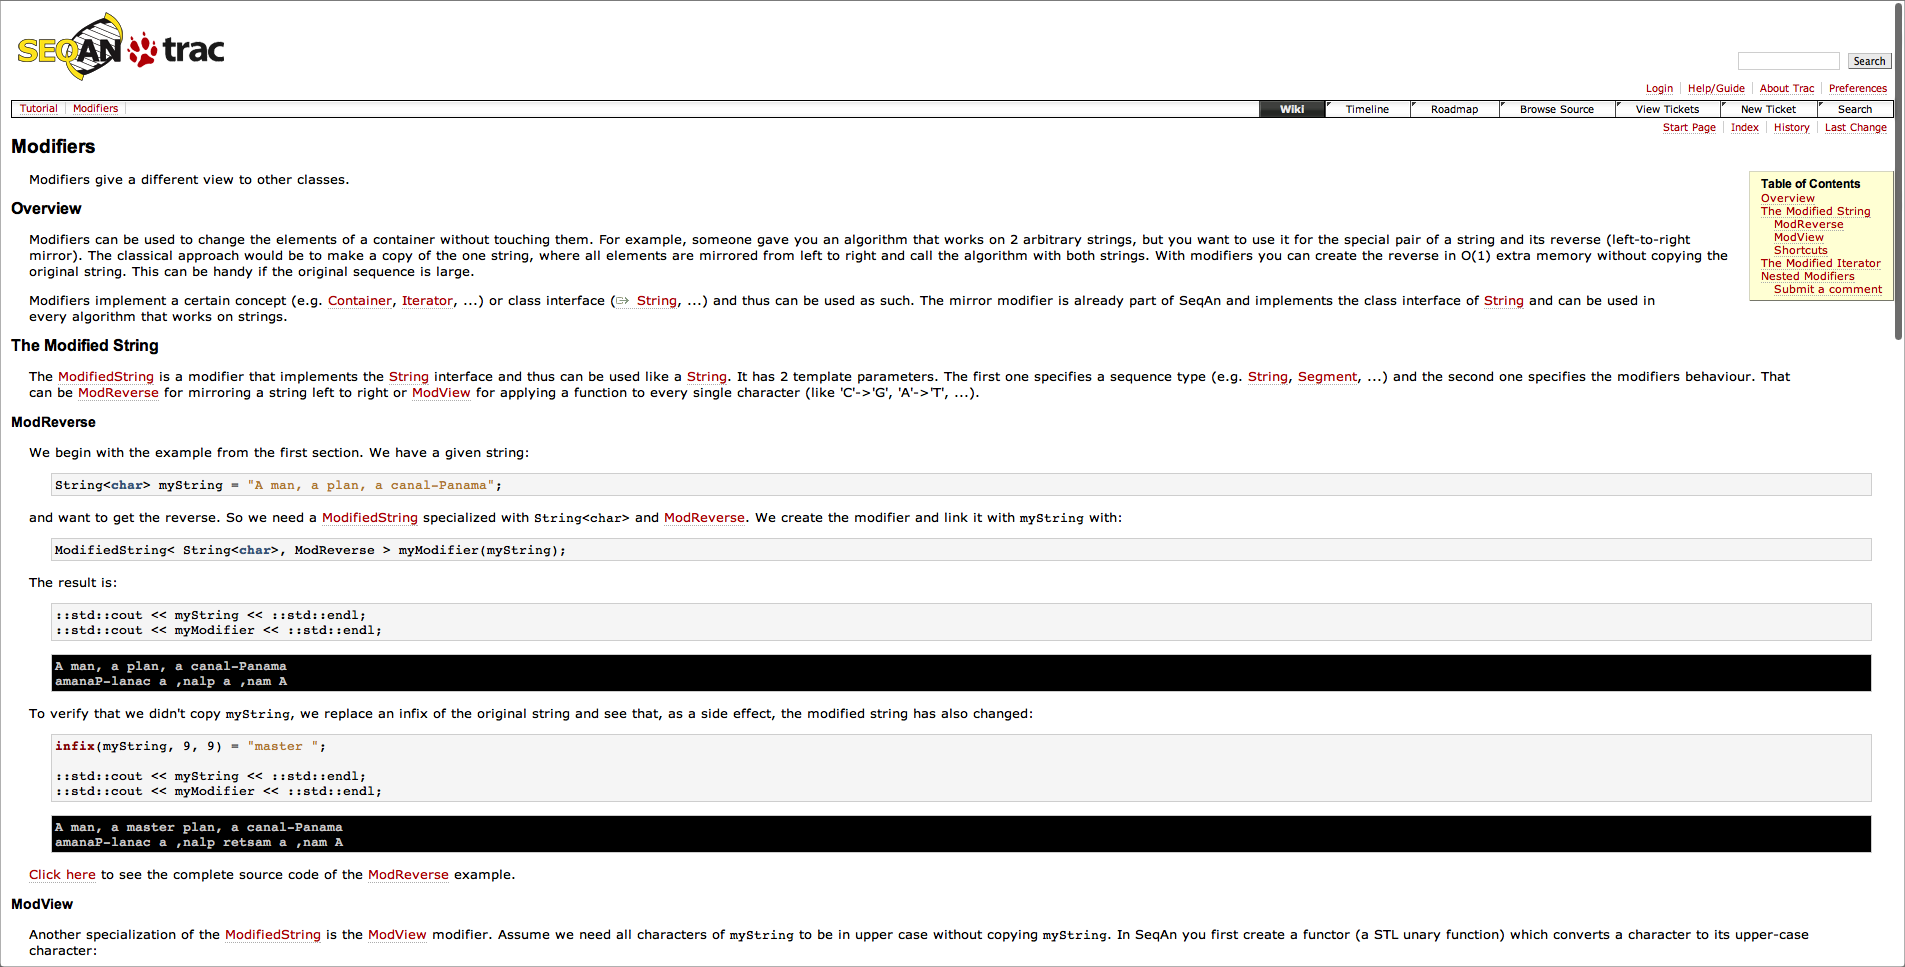 SEQAN trac
Search
Login Help/Guide About Trac Preferences
Tutorial Modifiers Wiki Timeline Roadmap Browse Source View Tickets New Ticket Search
Start Page Index History Last Change
Modifiers
Modifiers give a different view to other classes.
Table of Contents
Overview
The Modified String
ModReverse
ModView
Shortcuts
The Modified Iterator
Nested Modifiers
Submit a comment
Overview
Modifiers can be used to change the elements of a container without touching them. For example, someone gave you an algorithm that works on 2 arbitrary strings, but you want to use it for the special pair of a string and its reverse (left-to-right
mirror). The classical approach would be to make a copy of the one string, where all elements are mirrored from left to right and call the algorithm with both strings. With modifiers you can create the reverse in O(1) extra memory without copying the
original string. This can be handy if the original sequence is large.
Modifiers implement a certain concept (e.g. Container, Iterator, ...) or class interface (⇨ String, ...) and thus can be used as such. The mirror modifier is already part of SeqAn and implements the class interface of String and can be used in
every algorithm that works on strings.
The Modified String
The ModifiedString is a modifier that implements the String interface and thus can be used like a String. It has 2 template parameters. The first one specifies a sequence type (e.g. String, Segment, ...) and the second one specifies the modifiers behaviour. That
can be ModReverse for mirroring a string left to right or ModView for applying a function to every single character (like 'C'->'G', 'A'->'T', ...).
ModReverse
We begin with the example from the first section. We have a given string:
String<char> myString = "A man, a plan, a canal-Panama";
and want to get the reverse. So we need a ModifiedString specialized with String<char> and ModReverse. We create the modifier and link it with myString with:
ModifiedString< String<char>, ModReverse > myModifier(myString);
The result is:
::std::cout << myString << ::std::endl;
::std::cout << myModifier << ::std::endl;
A man, a plan, a canal-Panama
amanaP-lanac a ,nalp a ,nam A
To verify that we didn't copy myString, we replace an infix of the original string and see that, as a side effect, the modified string has also changed:
infix(myString, 9, 9) = "master ";
::std::cout << myString << ::std::endl;
::std::cout << myModifier << ::std::endl;
A man, a master plan, a canal-Panama
amanaP-lanac a ,nalp retsam a ,nam A
Click here to see the complete source code of the ModReverse example.
ModView
Another specialization of the ModifiedString is the ModView modifier. Assume we need all characters of myString to be in upper case without copying myString. In SeqAn you first create a functor (a STL unary function) which converts a character to its upper-case
character: